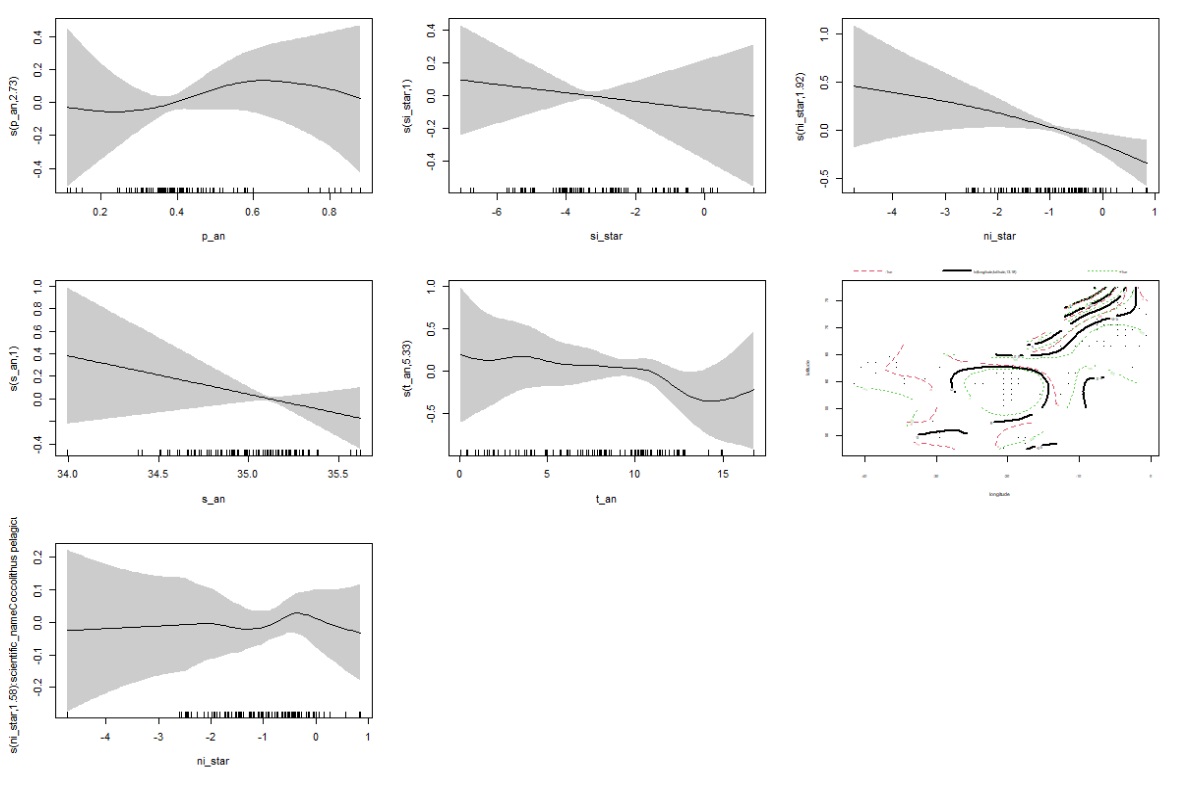 s(p_an,2.73)
0.4
0.2
0.0
-0.2
-0.4
0.2 0.4 0.6 0.8
p_an
s(si_star,1)
0.4
0.2
0.0
-0.2
-0.4
-6 -4 -2 0
si_star
s(ni_star,1.92)
1.0
0.5
0.0
-0.5
-4 -3 -2 -1 0 1
ni_star
s(s_an,1)
1.0
0.8
0.6
0.4
0.2
0.0
-0.4
34.0 34.5 35.0 35.5
s_an
s(t_an,5.33)
1.0
0.5
0.0
-0.5
0 5 10 15
t_an
latitude
longitude
s(ni_star,1.58):scientific_nameCoccolithus pelagicu
0.2
0.1
0.0
-0.1
-0.2
-4 -3 -2 -1 0 1
ni_star